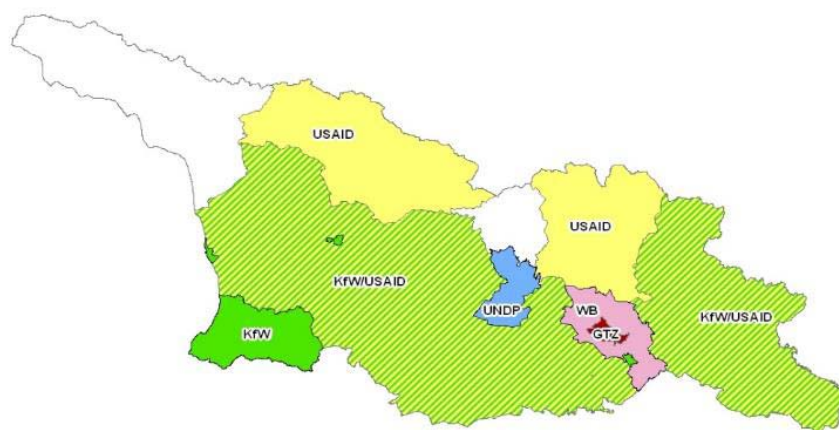 USAID
USAID
KfW/USAID
UNDP
WB
KfW/USAID
KfW
GTZ